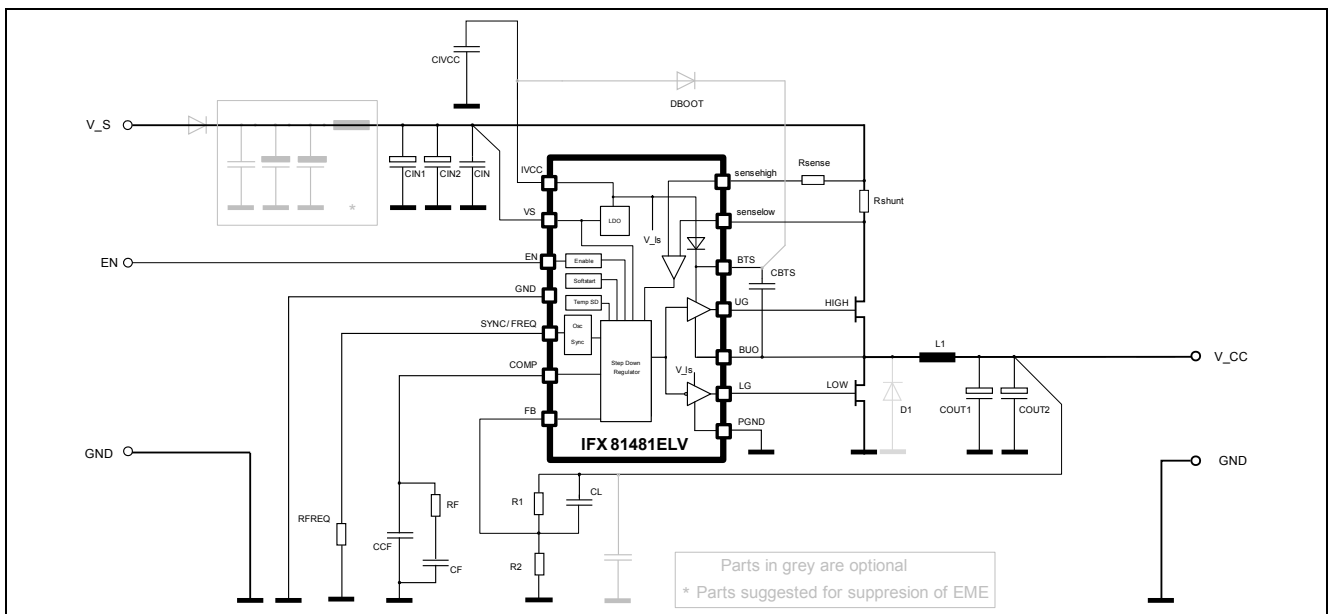 CIVCC
DBOOT
V_S
*
CIN1
CIN2
CIN
IVCC
sensehigh
Rsense
Rshunt
VS
LDO
senselow
V_ls
EN
EN
Enable
BTS
CBTS
Softstart
GND
Temp SD
UG
HIGH
SYNC/ FREQ
Osc
Sync
L1
BUO
V_CC
COMP
Step Down
Regulator
V_ls
LG
LOW
D1
COUT1
COUT2
FB
PGND
IFX 81481ELV
GND
GND
RFREQ
CCF
RF
CF
R1
CL
R2
Parts in grey are optional
* Parts suggested for suppresion of EME